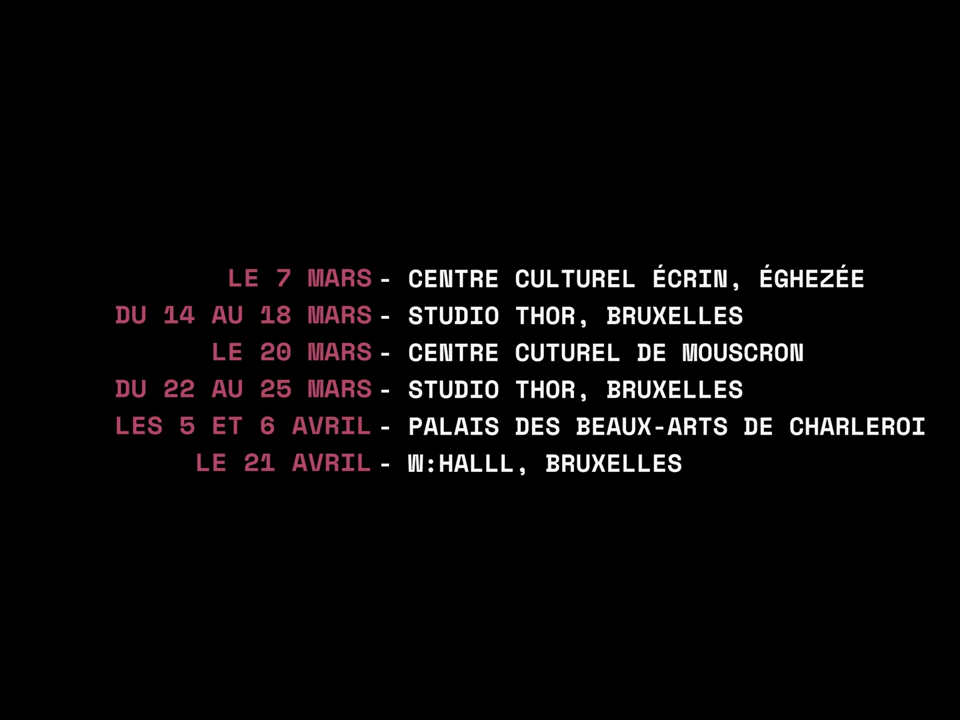 LE 7 MARS - CENTRE CULTUREL ÉCRIN, ÉGHEZÉE
DU 14 AU 18 MARS - STUDIO THOR, BRUXELLES
LE 20 MARS - CENTRE CUTUREL DE MOUSCRON
DU 22 AU 25 MARS - STUDIO THOR, BRUXELLES
LES 5 ET 6 AVRIL - PALAIS DES BEAUX-ARTS DE CHARLEROI
LE 21 AVRIL - W:HALLL, BRUXELLES